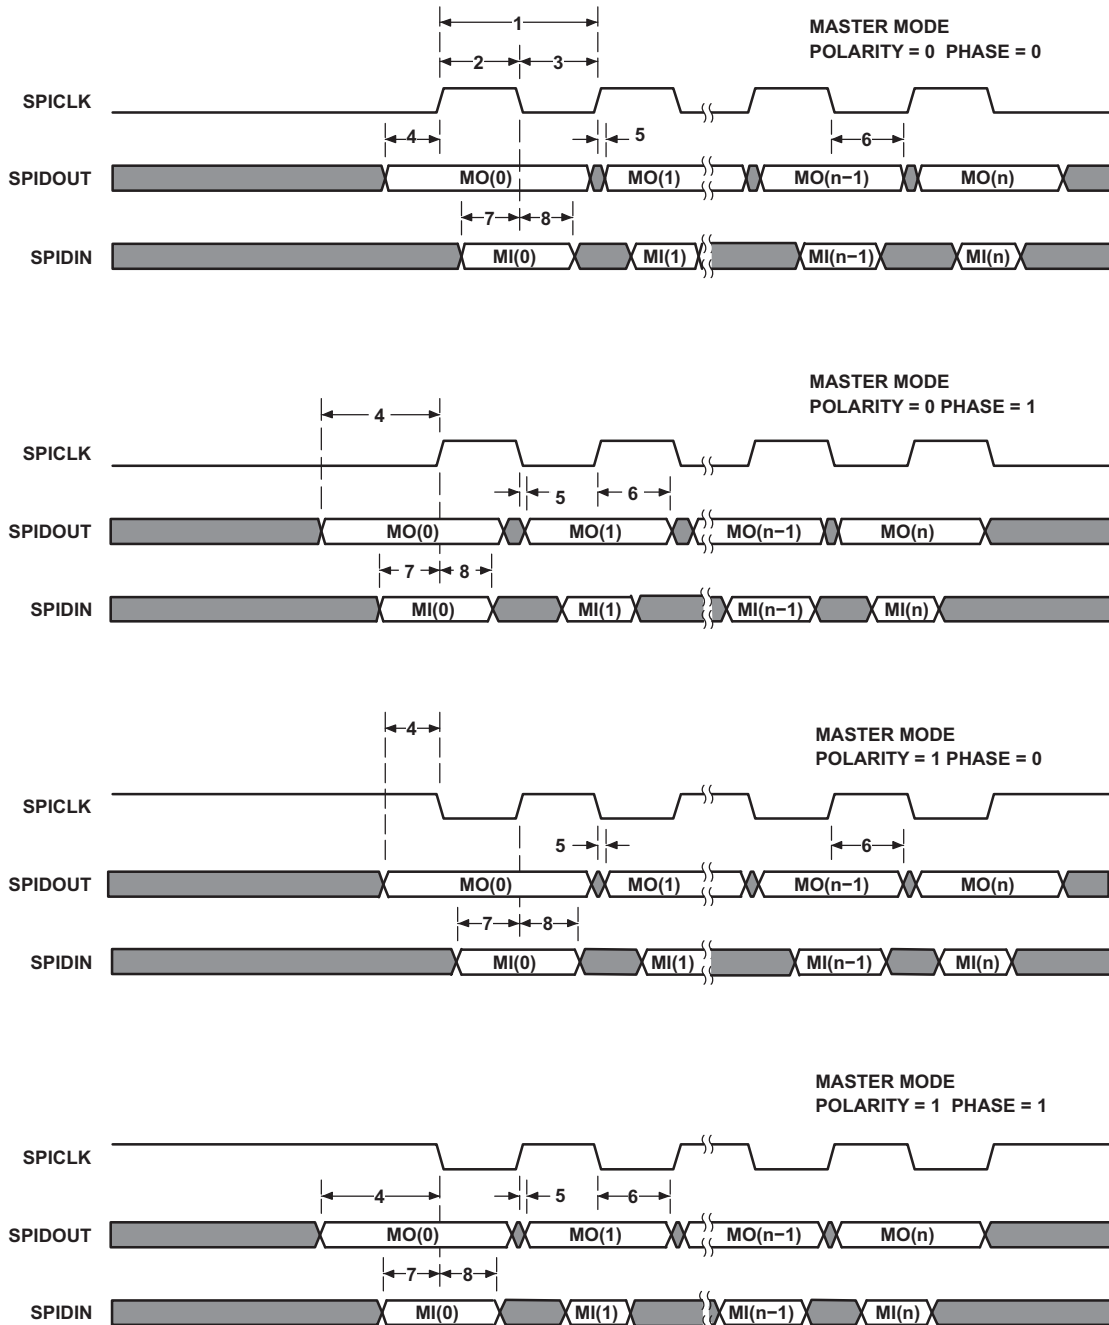 1
MASTER MODE
POLARITY = 0 PHASE = 0
2 3
SPICLK
4 5 6
SPIDOUT MO(0) MO(1) MO(n−1) MO(n)
7 8
SPIDIN MI(0) MI(1) MI(n−1) MI(n)
MASTER MODE
POLARITY = 0 PHASE = 1
4
SPICLK
5 6
SPIDOUT MO(0) MO(1) MO(n−1) MO(n)
7 8
SPIDIN MI(0) MI(1) MI(n−1) MI(n)
4
MASTER MODE
POLARITY = 1 PHASE = 0
SPICLK
5 6
SPIDOUT MO(0) MO(1) MO(n−1) MO(n)
7 8
SPIDIN MI(0) MI(1) MI(n−1) MI(n)
MASTER MODE
POLARITY = 1 PHASE = 1
SPICLK
4 5 6
SPIDOUT MO(0) MO(1) MO(n−1) MO(n)
7 8
SPIDIN MI(0) MI(1) MI(n−1) MI(n)